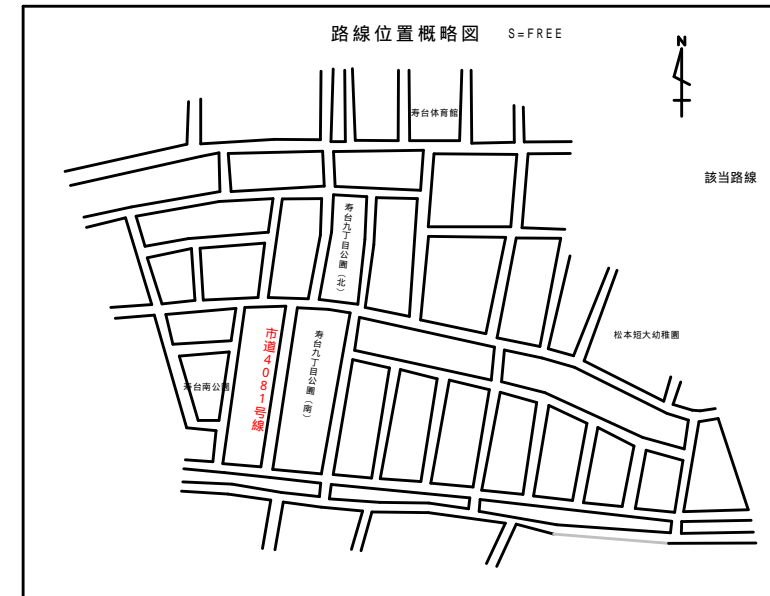 路線位置概略図 S=FREE
N
寿台体育館
該当路線
寿台九丁目公園（北）
松本短大幼稚園
市道4081号線
寿台九丁目公園（南）
寿台南公園